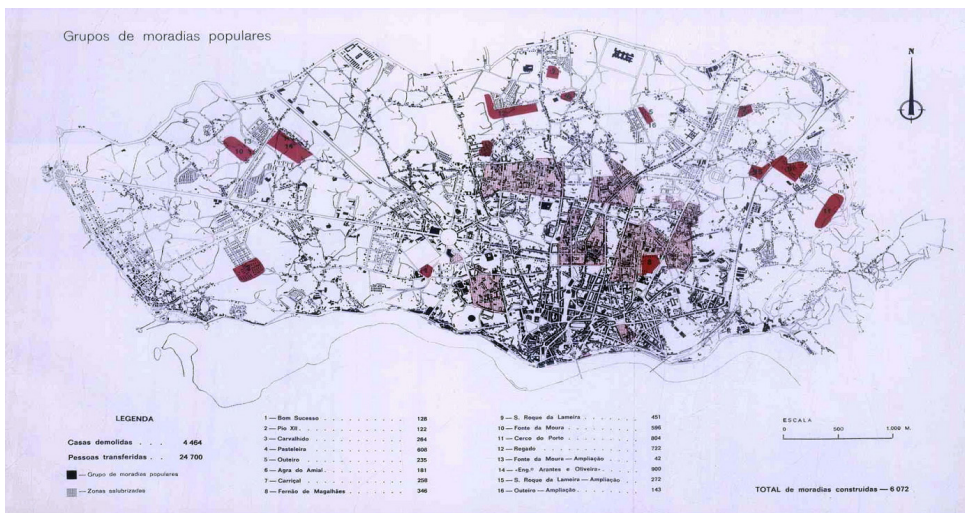 Grupos de moradias populares
N
LEGENDA
Casas demolidas . . . 4 464
Pessoas transferidas . . . 24 700
— Grupo de moradias populares
— Zonas salubrizadas
1 — Bom Sucesso . . . . . . . . . . 128
2 — Pio XII . . . . . . . . . . 122
3 — Carvalhido . . . . . . . . . . 264
4 — Pasteleira . . . . . . . . . . 608
5 — Outeiro . . . . . . . . . . 235
6 — Agra do Amial . . . . . . . . . . 181
7 — Carriçal . . . . . . . . . . 258
8 — Fernão de Magalhães . . . . . . . . 346
9 — S. Roque da Lameira . . . . . . . . 451
10 — Fonte da Moura . . . . . . . . . . 596
11 — Cerco do Porto . . . . . . . . . . 804
12 — Regado . . . . . . . . . . 722
13 — Fonte da Moura — Ampliação . . . . . 42
14 — «Eng.º Arantes e Oliveira» . . . . . . 900
15 — S. Roque da Lameira — Ampliação . . . . 272
16 — Outeiro — Ampliação . . . . . . . . 143
ESCALA
0 500 1,000 M.
TOTAL de moradias construidas — 6 072